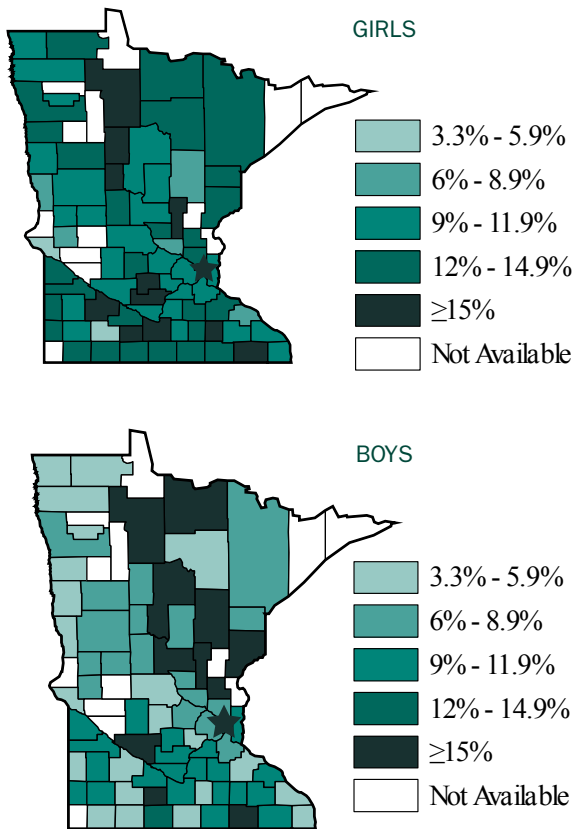 GIRLS
3.3% - 5.9%
6% - 8.9%
9% - 11.9%
12% - 14.9%
≥15%
Not Available
BOYS
3.3% - 5.9%
6% - 8.9%
9% - 11.9%
12% - 14.9%
≥15%
Not Available